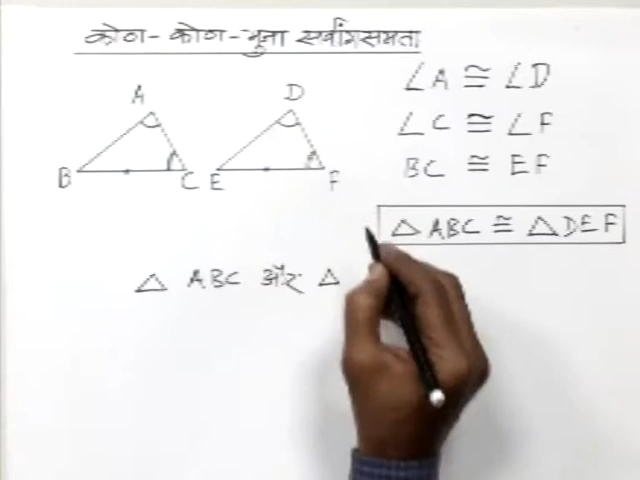 कोण-कोण-भुजा सर्वांगसमता
A
B
C
D
E
F
∠A ≅ ∠D
∠C ≅ ∠F
BC ≅ EF
△ ABC ≅ △ DEF
△ ABC और △